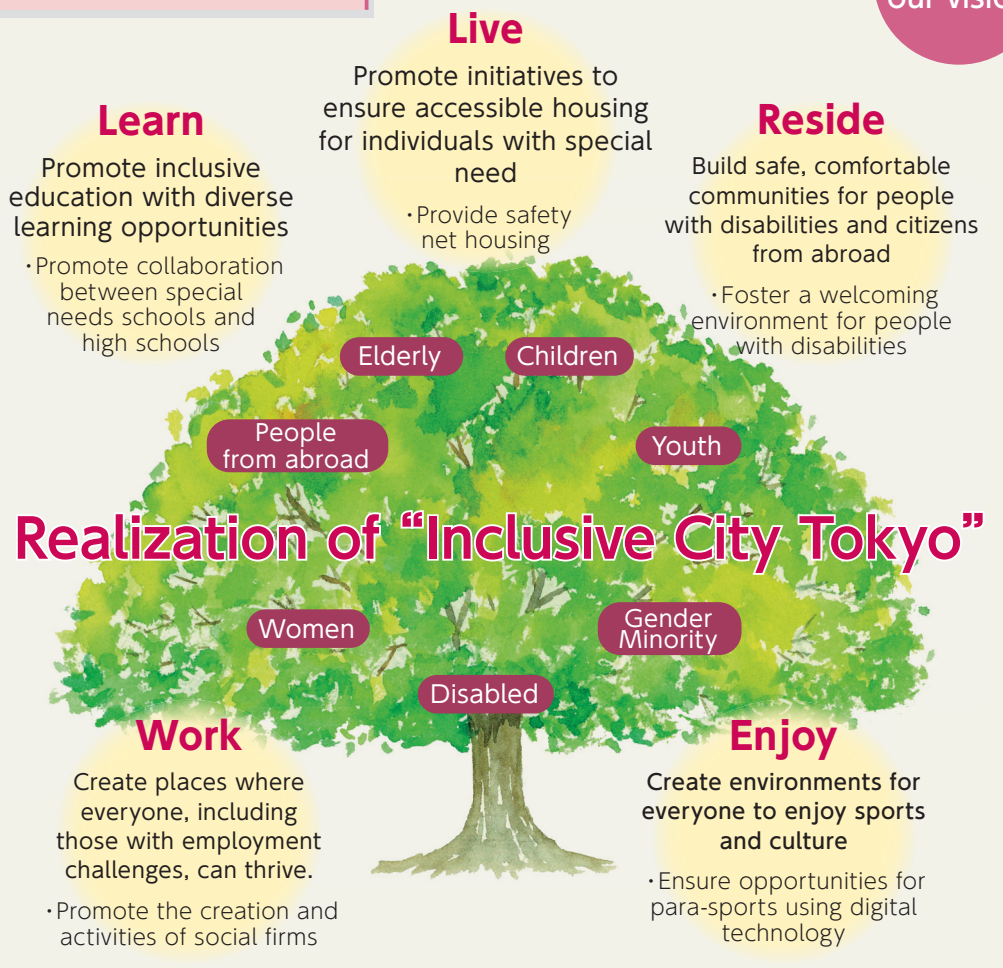 our visio
Live
Promote initiatives to
ensure accessible housing
for individuals with special
need
・Provide safety
net housing
Learn
Promote inclusive
education with diverse
learning opportunities
・Promote collaboration
between special
needs schools and
high schools
Reside
Build safe, comfortable
communities for people
with disabilities and citizens
from abroad
・Foster a welcoming
environment for people
with disabilities
Elderly
Children
People
from abroad
Youth
Realization of “Inclusive City Tokyo”
Women
Gender
Minority
Disabled
Work
Create places where
everyone, including
those with employment
challenges, can thrive.
・Promote the creation and
activities of social firms
Enjoy
Create environments for
everyone to enjoy sports
and culture
・Ensure opportunities for
para-sports using digital
technology